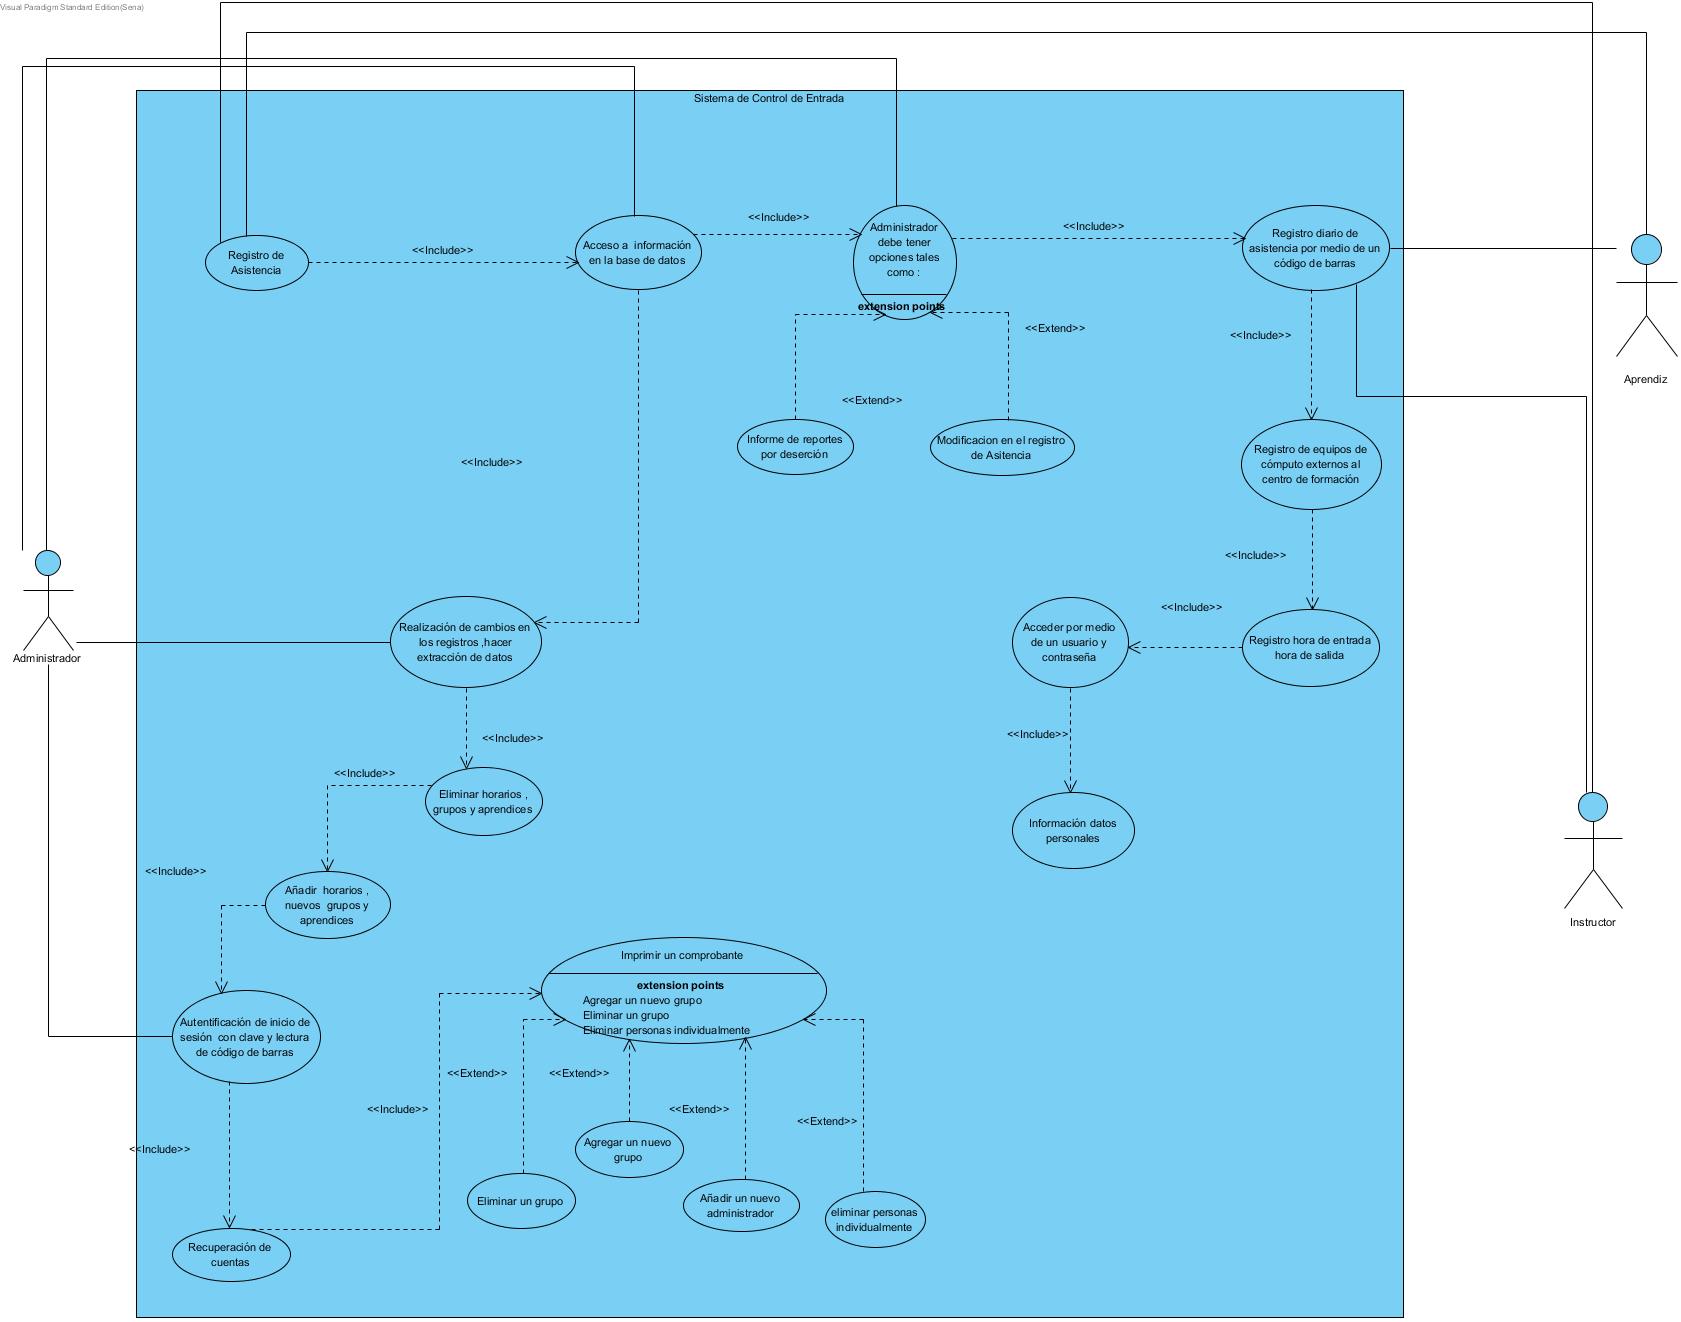 Visual Paradigm Standard Edition(Sena)
Sistema de Control de Entrada
Registro de
Asistencia
<<Include>>
Acceso a información
en la base de datos
<<Include>>
Administrador
debe tener
opciones tales
como :
extension points
<<Include>>
Registro diario de
asistencia por medio de un
código de barras
<<Extend>>
<<Include>>
Aprendiz
<<Extend>>
Informe de reportes
por deserción
Modificacion en el registro
de Asitencia
Registro de equipos de
cómputo externos al
centro de formación
<<Include>>
<<Include>>
<<Include>>
Administrador
Realización de cambios en
los registros ,hacer
extracción de datos
Acceder por medio
de un usuario y
contraseña
Registro hora de entrada
hora de salida
<<Include>>
<<Include>>
<<Include>>
Eliminar horarios ,
grupos y aprendices
Información datos
personales
<<Include>>
Añadir horarios ,
nuevos grupos y
aprendices
Instructor
Imprimir un comprobante
extension points
Agregar un nuevo grupo
Eliminar un grupo
Eliminar personas individualmente
Autentificación de inicio de
sesión con clave y lectura
de código de barras
<<Extend>>
<<Extend>>
<<Include>>
<<Extend>>
<<Extend>>
<<Include>>
Agregar un nuevo
grupo
Eliminar un grupo
Añadir un nuevo
administrador
eliminar personas
individualmente
Recuperación de
cuentas